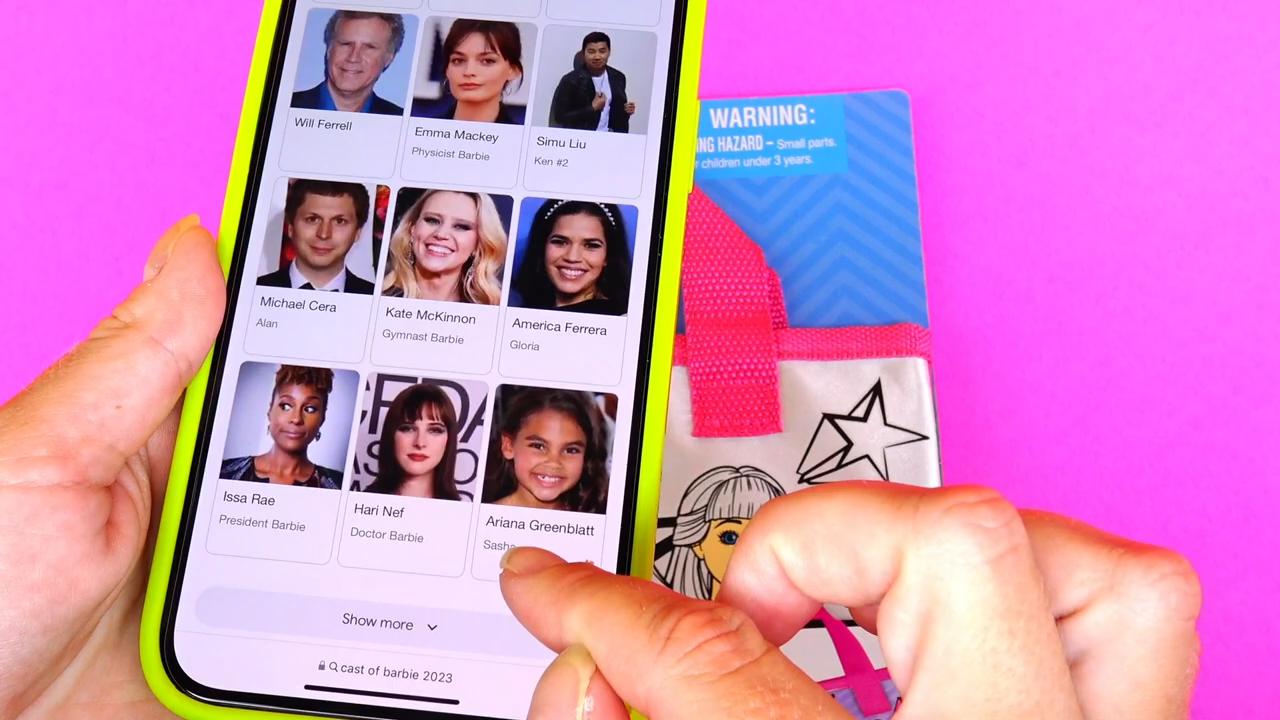 Will Ferrell
Emma Mackey
Physicist Barbie
Simu Liu
Ken #2
Michael Cera
Alan
Kate McKinnon
Gymnast Barbie
America Ferrera
Gloria
Issa Rae
President Barbie
Hari Nef
Doctor Barbie
Ariana Greenblatt
Sasha
Show more
cast of barbie 2023
WARNING:
HAZARD – Small parts.
children under 3 years.